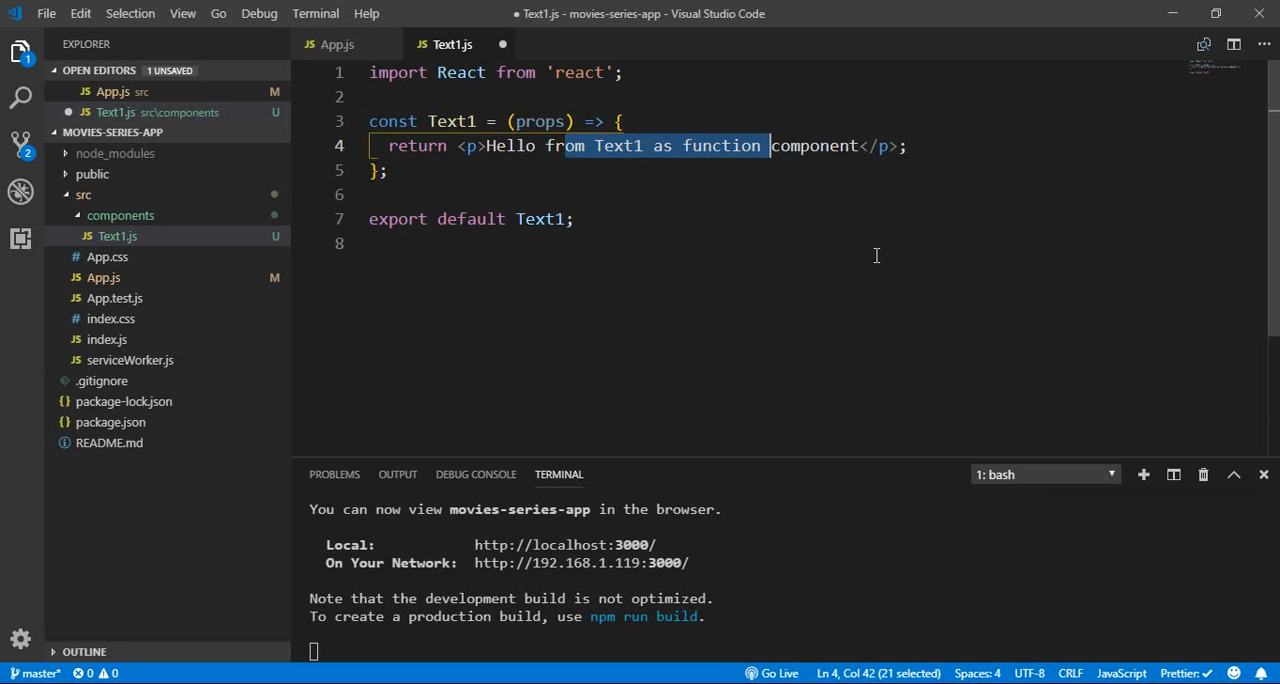 File Edit Selection View Go Debug Terminal Help
● Text1.js - movies-series-app - Visual Studio Code
EXPLORER
OPEN EDITORS 1 UNSAVED
JS App.js src M
● JS Text1.js src\components U
MOVIES-SERIES-APP
node_modules
public
src
components
JS Text1.js U
# App.css
JS App.js M
JS App.test.js
# index.css
JS index.js
JS serviceWorker.js
.gitignore
{} package-lock.json
{} package.json
README.md
OUTLINE
1
2
JS App.js
JS Text1.js ●
1 import React from 'react';
2
3 const Text1 = (props) => {
4 return <p>Hello from Text1 as function component</p>;
5 };
6
7 export default Text1;
8
PROBLEMS OUTPUT DEBUG CONSOLE TERMINAL
1: bash
You can now view movies-series-app in the browser.
Local: http://localhost:3000/
On Your Network: http://192.168.1.119:3000/
Note that the development build is not optimized.
To create a production build, use npm run build.
master* 0 0
Go Live Ln 4, Col 42 (21 selected) Spaces: 4 UTF-8 CRLF JavaScript Prettier: ✓